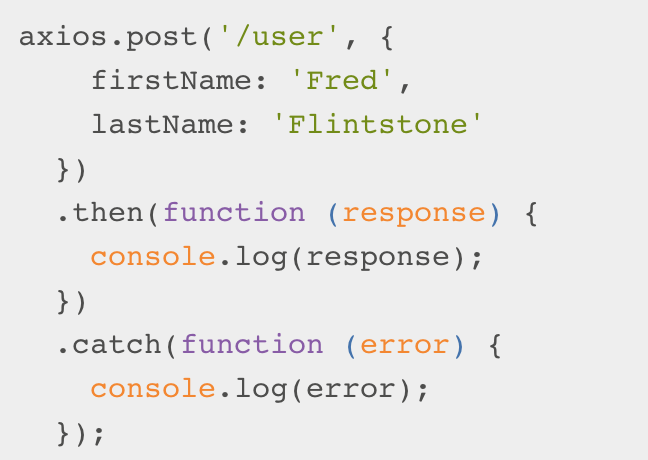 axios.post('/user', {
    firstName: 'Fred',
    lastName: 'Flintstone'
  })
  .then(function (response) {
    console.log(response);
  })
  .catch(function (error) {
    console.log(error);
  });